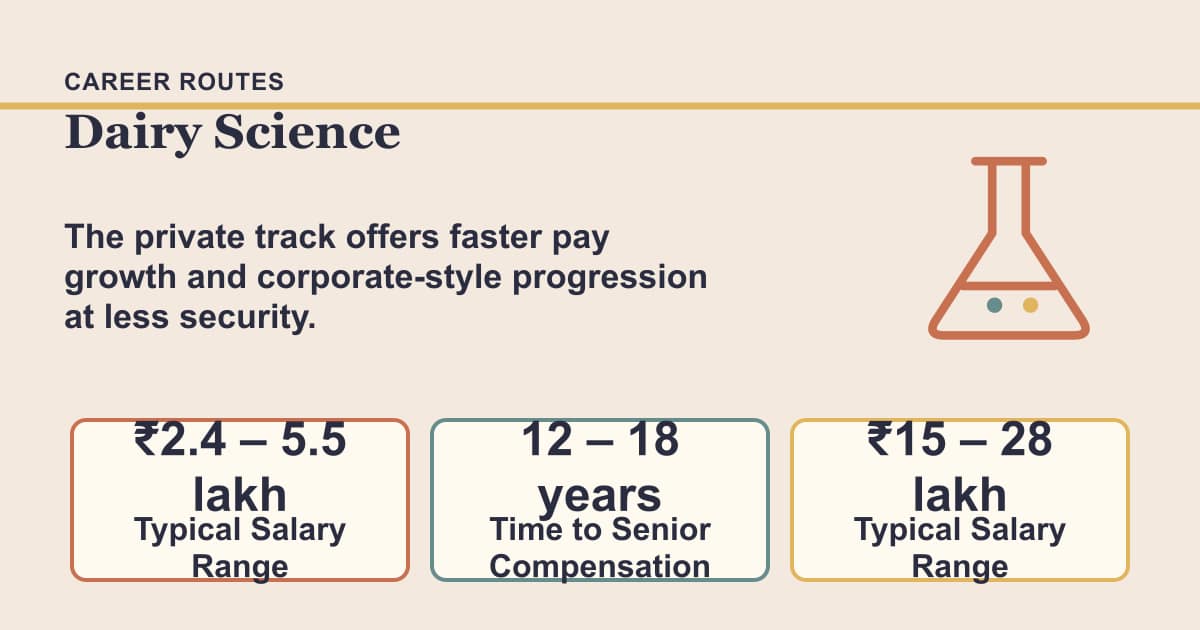 CAREER ROUTES
Dairy Science
The private track offers faster pay
growth and corporate-style progression
at less security.
₹2.4 – 5.5
lakh
Typical Salary
Range
12 – 18
years
Time to Senior
Compensation
₹15 – 28
lakh
Typical Salary
Range